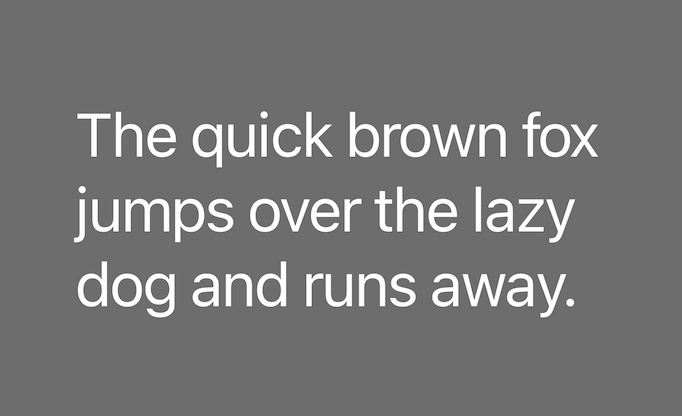 The quick brown fox
jumps over the lazy
dog and runs away.